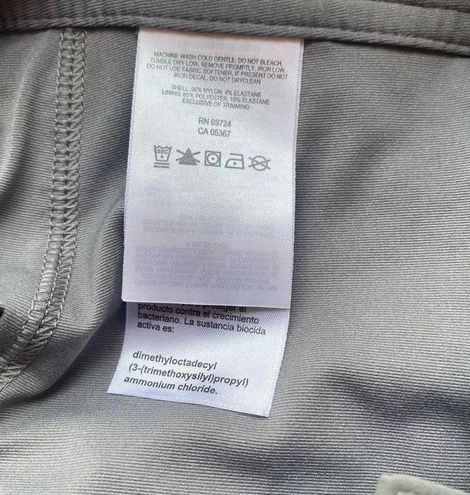 MACHINE WASH COLD GENTLE, DO NOT BLEACH,
TUMBLE DRY LOW, REMOVE PROMPTLY, IRON LOW,
DO NOT USE FABRIC SOFTENER, IF PRESENT DO NOT
IRON DECAL, DO NOT DRYCLEAN
SHELL: 96% NYLON, 4% ELASTANE
LINING: 85% POLYESTER, 15% ELASTANE
EXCLUSIVE OF TRIMMING
RN 69724
CA 05367
proteger el
producto contra el crecimiento
bacteriano. La sustancia biocida
activa es:
dimethyloctadecyl
(3-(trimethoxysilyl)propyl)
ammonium chloride.